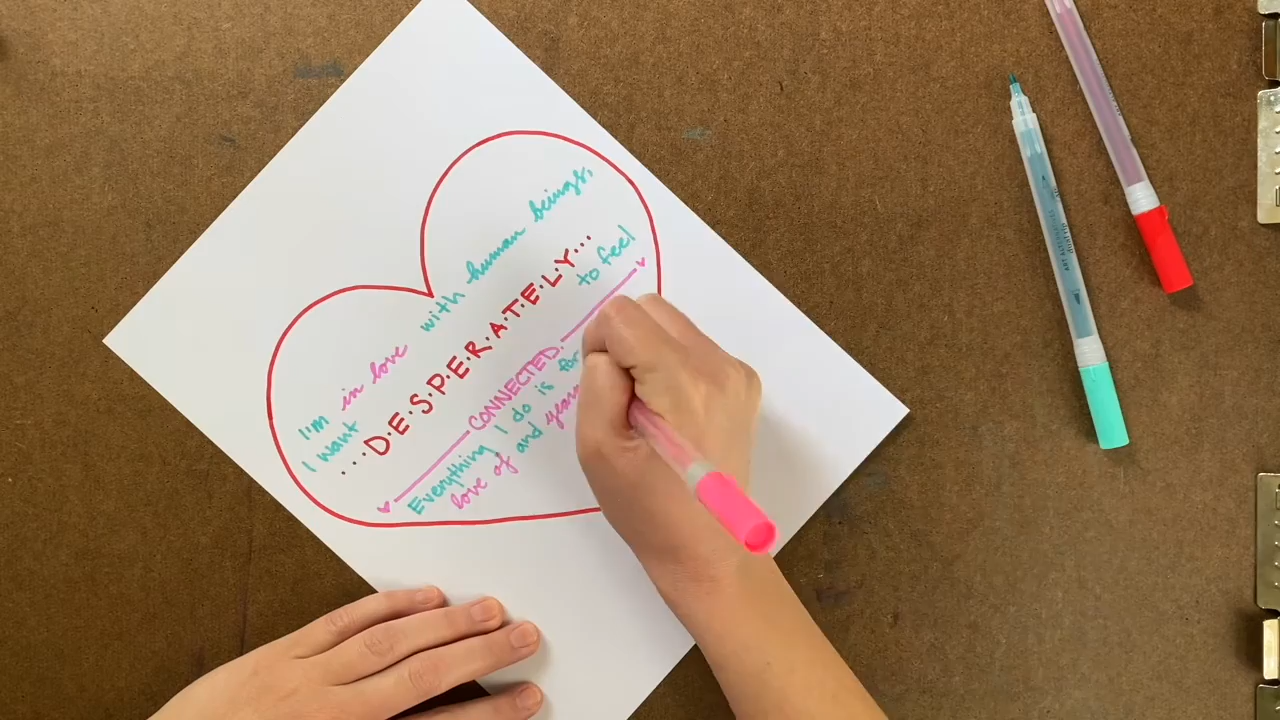 I'm in love with human beings,
I want
...D·E·S·P·E·R·A·T·E·L·Y...
to feel
CONNECTED.
Everything I do is for
love of and